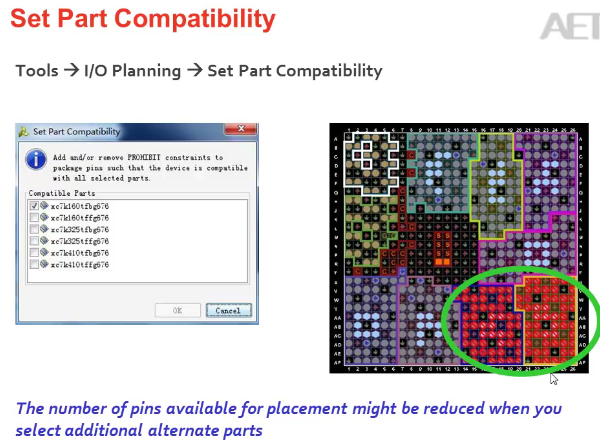 Set Part Compatibility
AET
Tools → I/O Planning → Set Part Compatibility
Set Part Compatibility
Add and/or remove PROHIBIT constraints to
package pins such that the device is compatible
with all selected parts.
Compatible Parts
xc7k160tfbg676
xc7k160tffg676
xc7k325tfbg676
xc7k325tffg676
xc7k410tfbg676
xc7k410tffg676
OK
Cancel
The number of pins available for placement might be reduced when you
select additional alternate parts